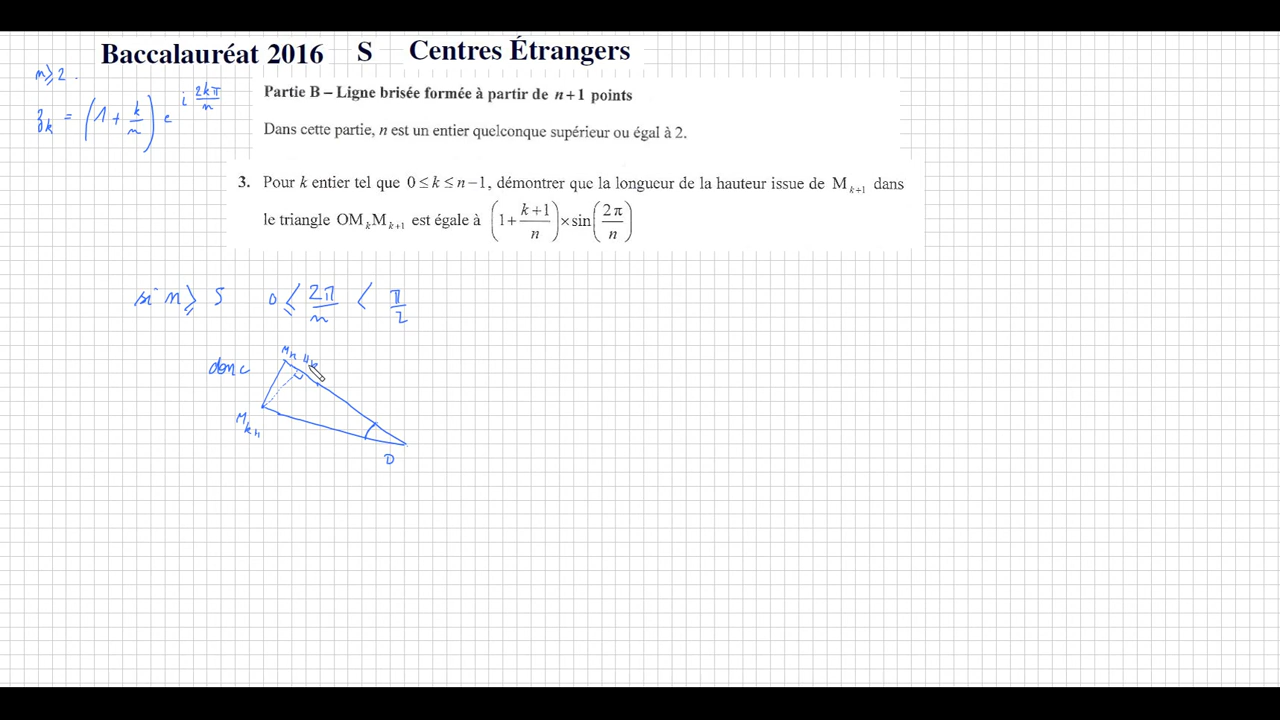 Baccalauréat 2016 S Centres Étrangers
n ≥ 2.
z_k = (1 + k/n) e^{i 2kπ/n}
Partie B – Ligne brisée formée à partir de n+1 points
Dans cette partie, n est un entier quelconque supérieur ou égal à 2.
3. Pour k entier tel que 0 ≤ k ≤ n−1, démontrer que la longueur de la hauteur issue de M_{k+1} dans
le triangle OM_kM_{k+1} est égale à (1 + (k+1)/n) × sin(2π/n)
si n ≥ 5 0 ≤ 2π/n < π/2
donc
M_k H_k
M_{k+1}
O